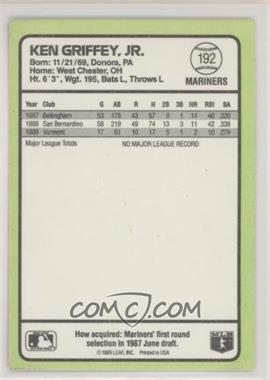 KEN GRIFFEY, JR.
Born: 11/21/69, Donora, PA
Home: West Chester, OH
Ht. 6'3", Wgt. 195, Bats L, Throws L
192
MARINERS
Year Club G AB R H 2B 3B HR RBI BA
1987 Bellingham 53 178 43 57 9 1 14 40 .320
1988 San Bernardino 58 219 49 74 13 3 11 42 .338
1988 Vermont 17 61 10 17 5 1 2 10 .279
Major League Totals NO MAJOR LEAGUE RECORD
COMC.COM
How acquired: Mariners' first round
selection in 1987 June draft.
© 1989 LEAF, INC. Printed in USA
MLB